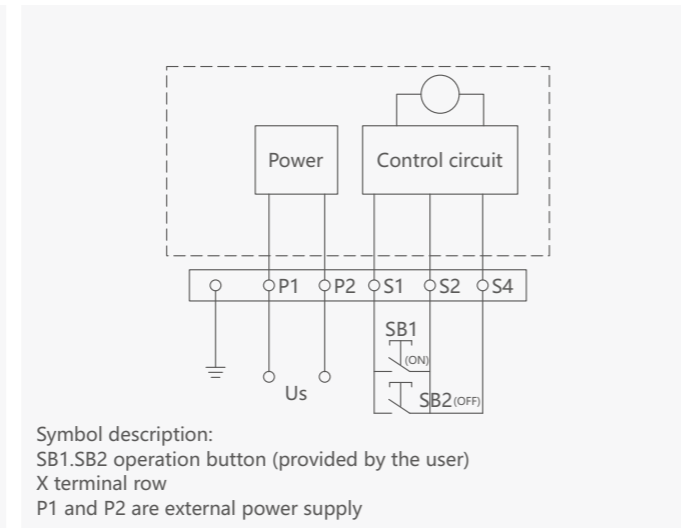 Power
Control circuit
P1 P2 S1 S2 S4
SB1
(ON)
SB2(OFF)
Us
Symbol description:
SB1.SB2 operation button (provided by the user)
X terminal row
P1 and P2 are external power supply